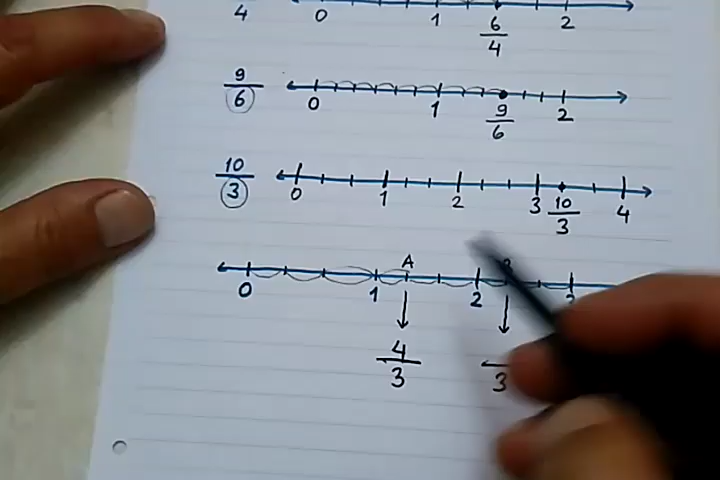 4 0 1 6/4 2
9/6 0 1 9/6 2
10/3 0 1 2 3 10/3 4
A
0 1 2
4/3 3